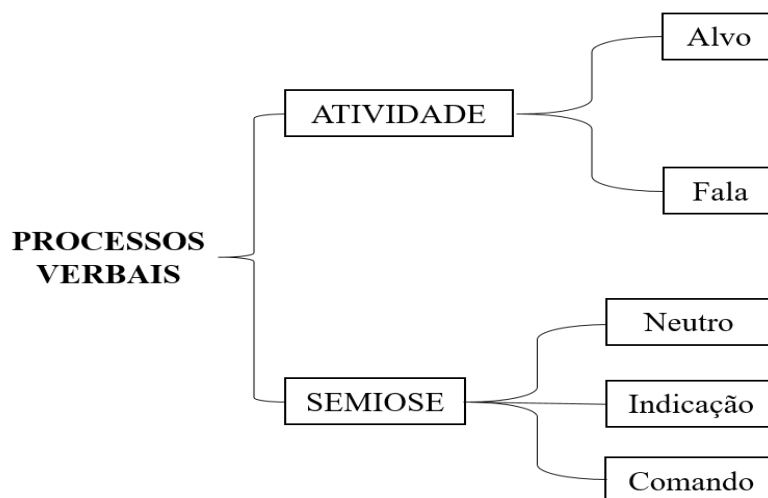 Alvo
ATIVIDADE
Fala
PROCESSOS
VERBAIS
Neutro
SEMIOSE
Indicação
Comando